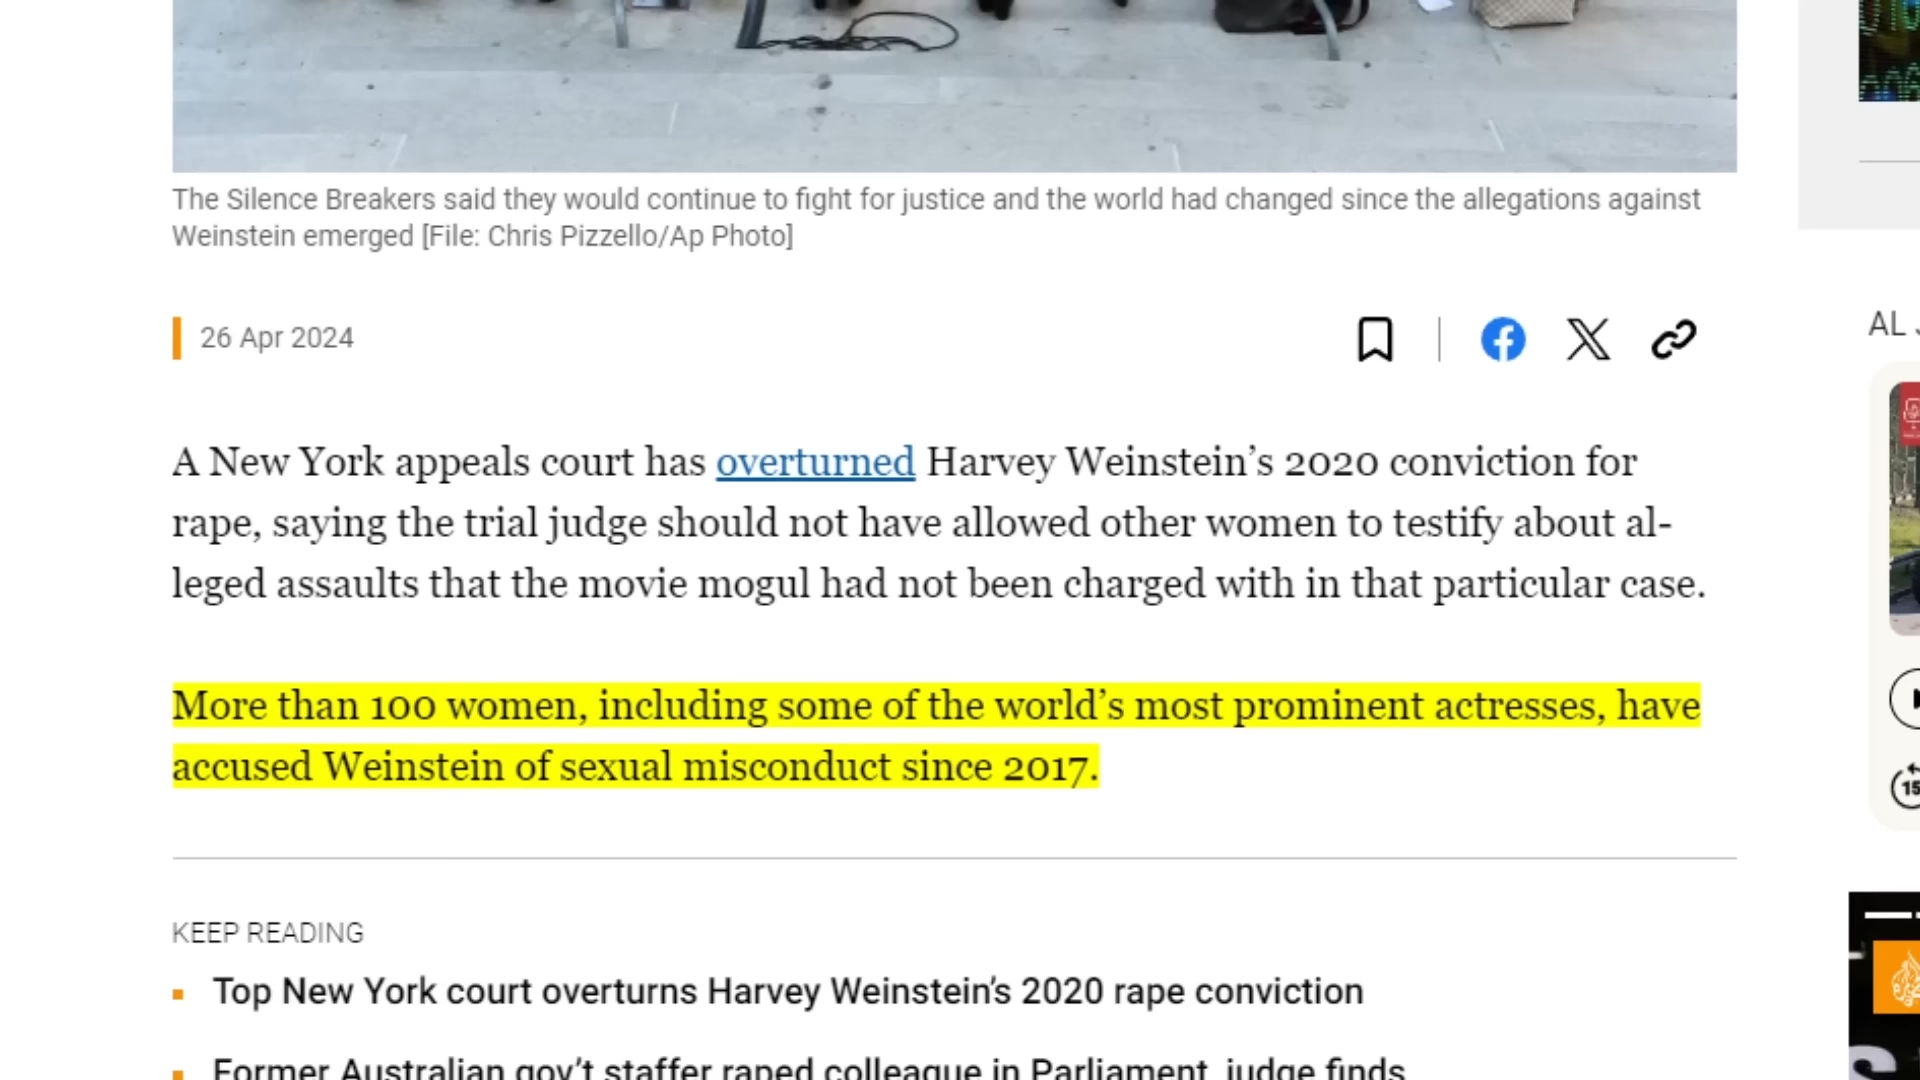 The Silence Breakers said they would continue to fight for justice and the world had changed since the allegations against
Weinstein emerged [File: Chris Pizzello/Ap Photo]
26 Apr 2024
A New York appeals court has overturned Harvey Weinstein’s 2020 conviction for
rape, saying the trial judge should not have allowed other women to testify about al-
leged assaults that the movie mogul had not been charged with in that particular case.
More than 100 women, including some of the world’s most prominent actresses, have
accused Weinstein of sexual misconduct since 2017.
KEEP READING
Top New York court overturns Harvey Weinstein’s 2020 rape conviction
Former Australian gov’t staffer raped colleague in Parliament, judge finds
AL
15